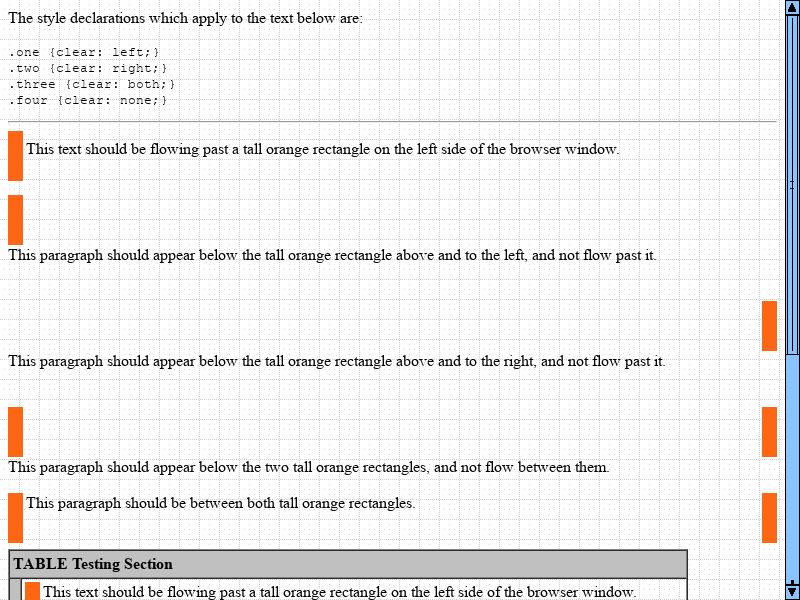 The style declarations which apply to the text below are:
.one {clear: left;}
.two {clear: right;}
.three {clear: both;}
.four {clear: none;}
This text should be flowing past a tall orange rectangle on the left side of the browser window.
This paragraph should appear below the tall orange rectangle above and to the left, and not flow past it.
This paragraph should appear below the tall orange rectangle above and to the right, and not flow past it.
This paragraph should appear below the two tall orange rectangles, and not flow between them.
This paragraph should be between both tall orange rectangles.
TABLE Testing Section
This text should be flowing past a tall orange rectangle on the left side of the browser window.